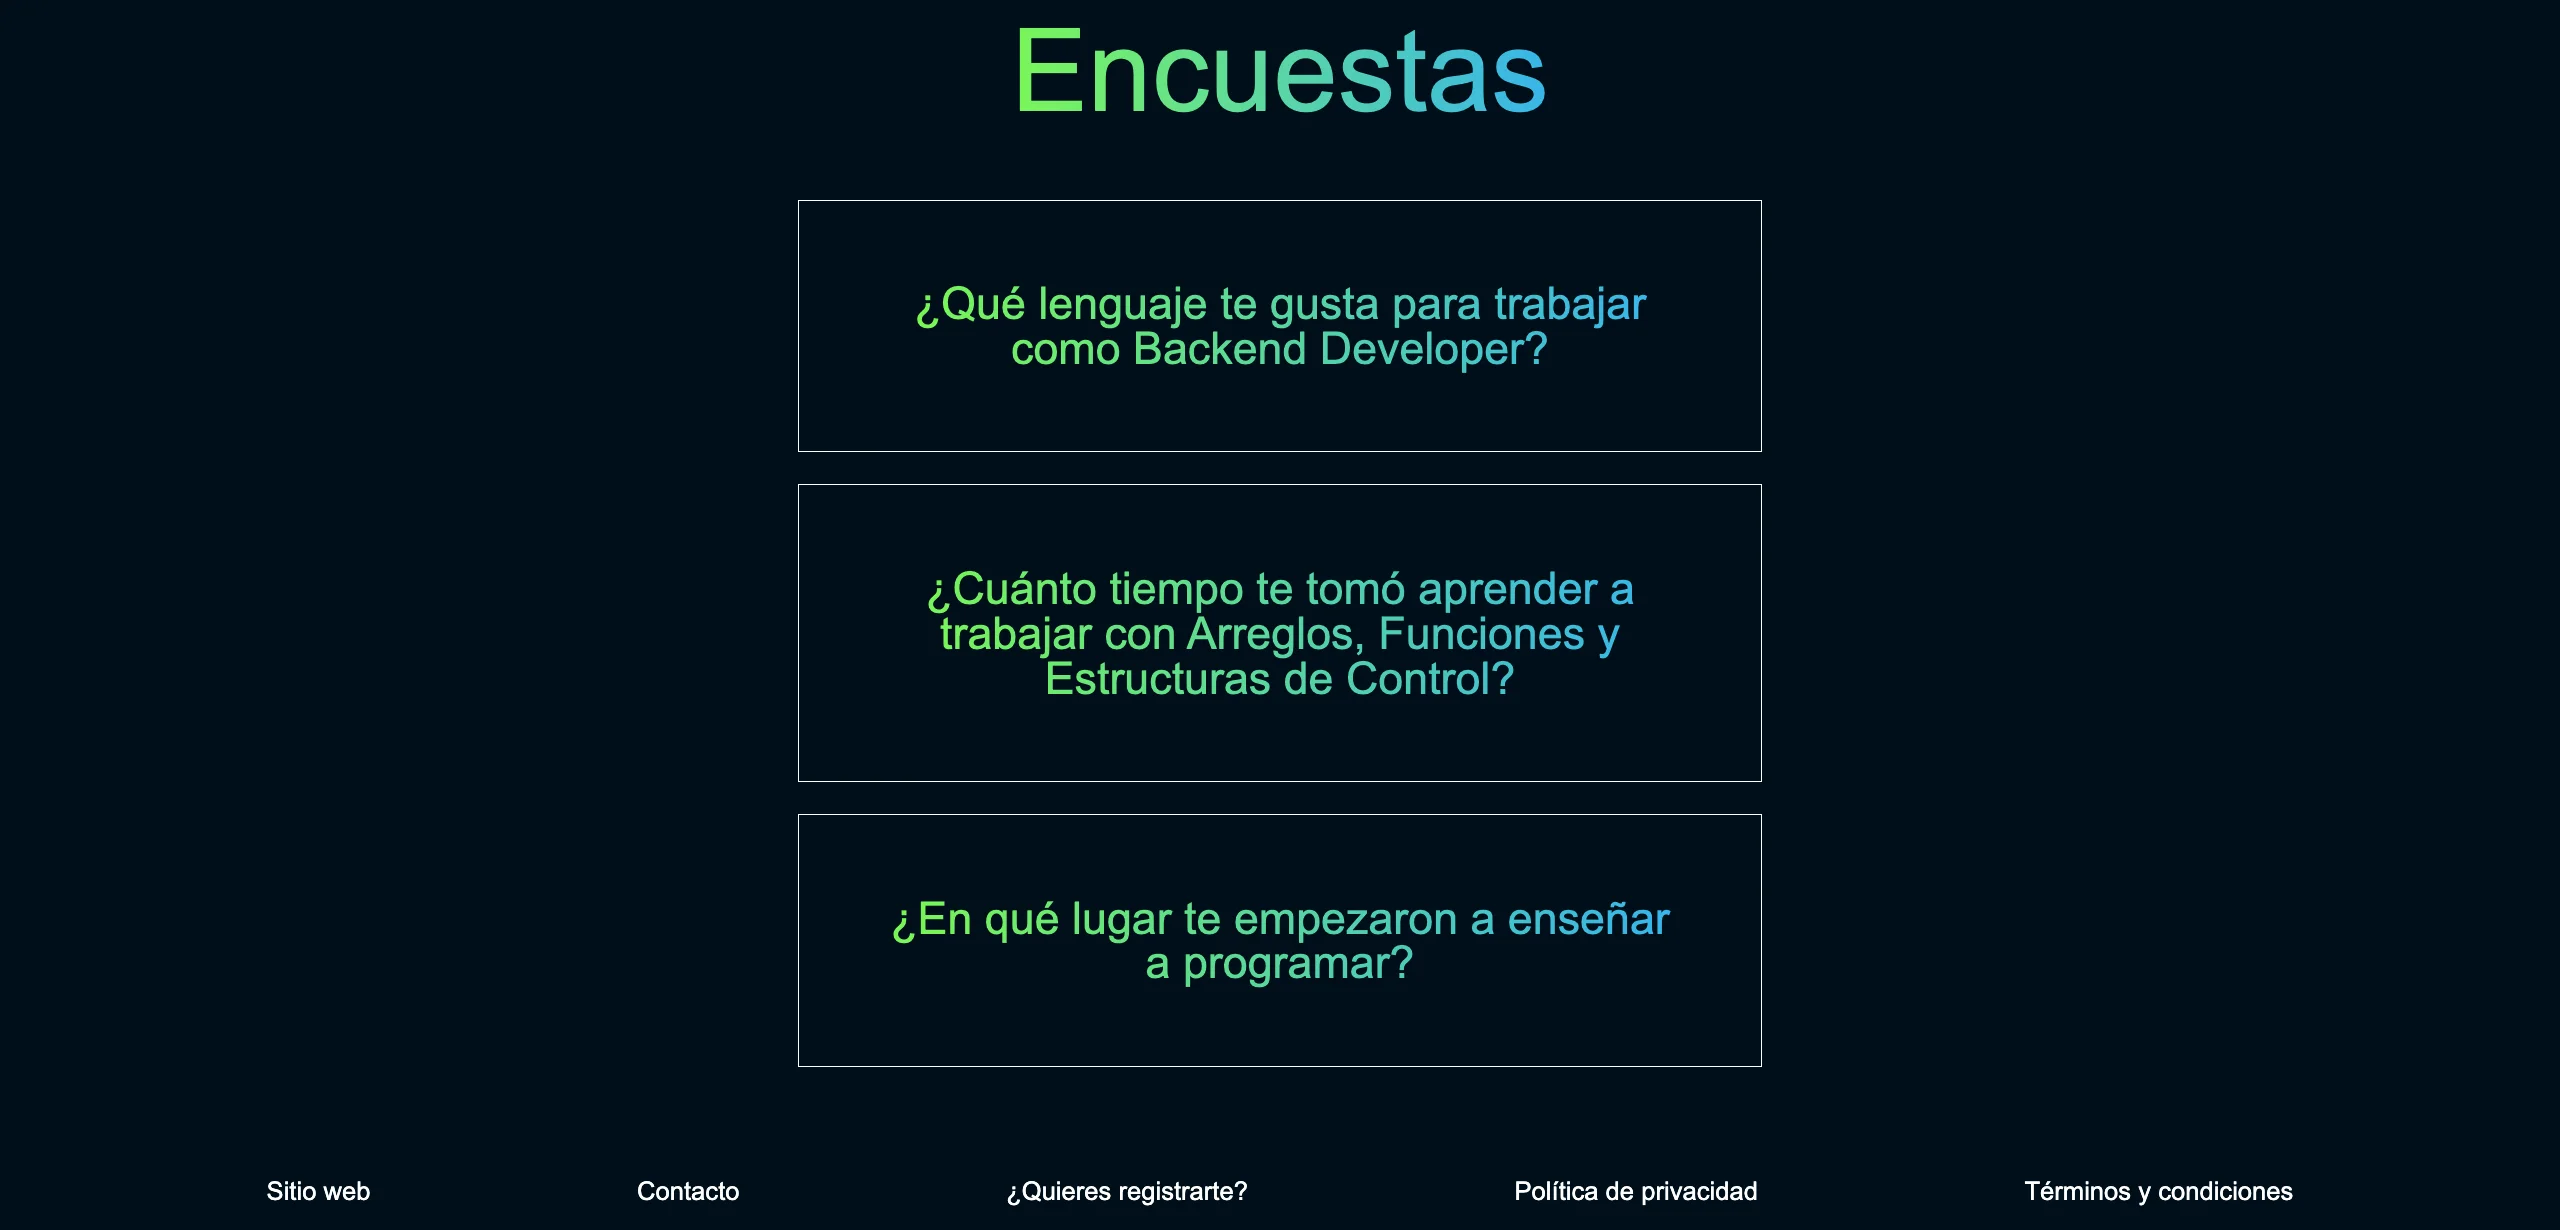 Encuestas
¿Qué lenguaje te gusta para trabajar
como Backend Developer?
¿Cuánto tiempo te tomó aprender a
trabajar con Arreglos, Funciones y
Estructuras de Control?
¿En qué lugar te empezaron a enseñar
a programar?
Sitio web
Contacto
¿Quieres registrarte?
Política de privacidad
Términos y condiciones